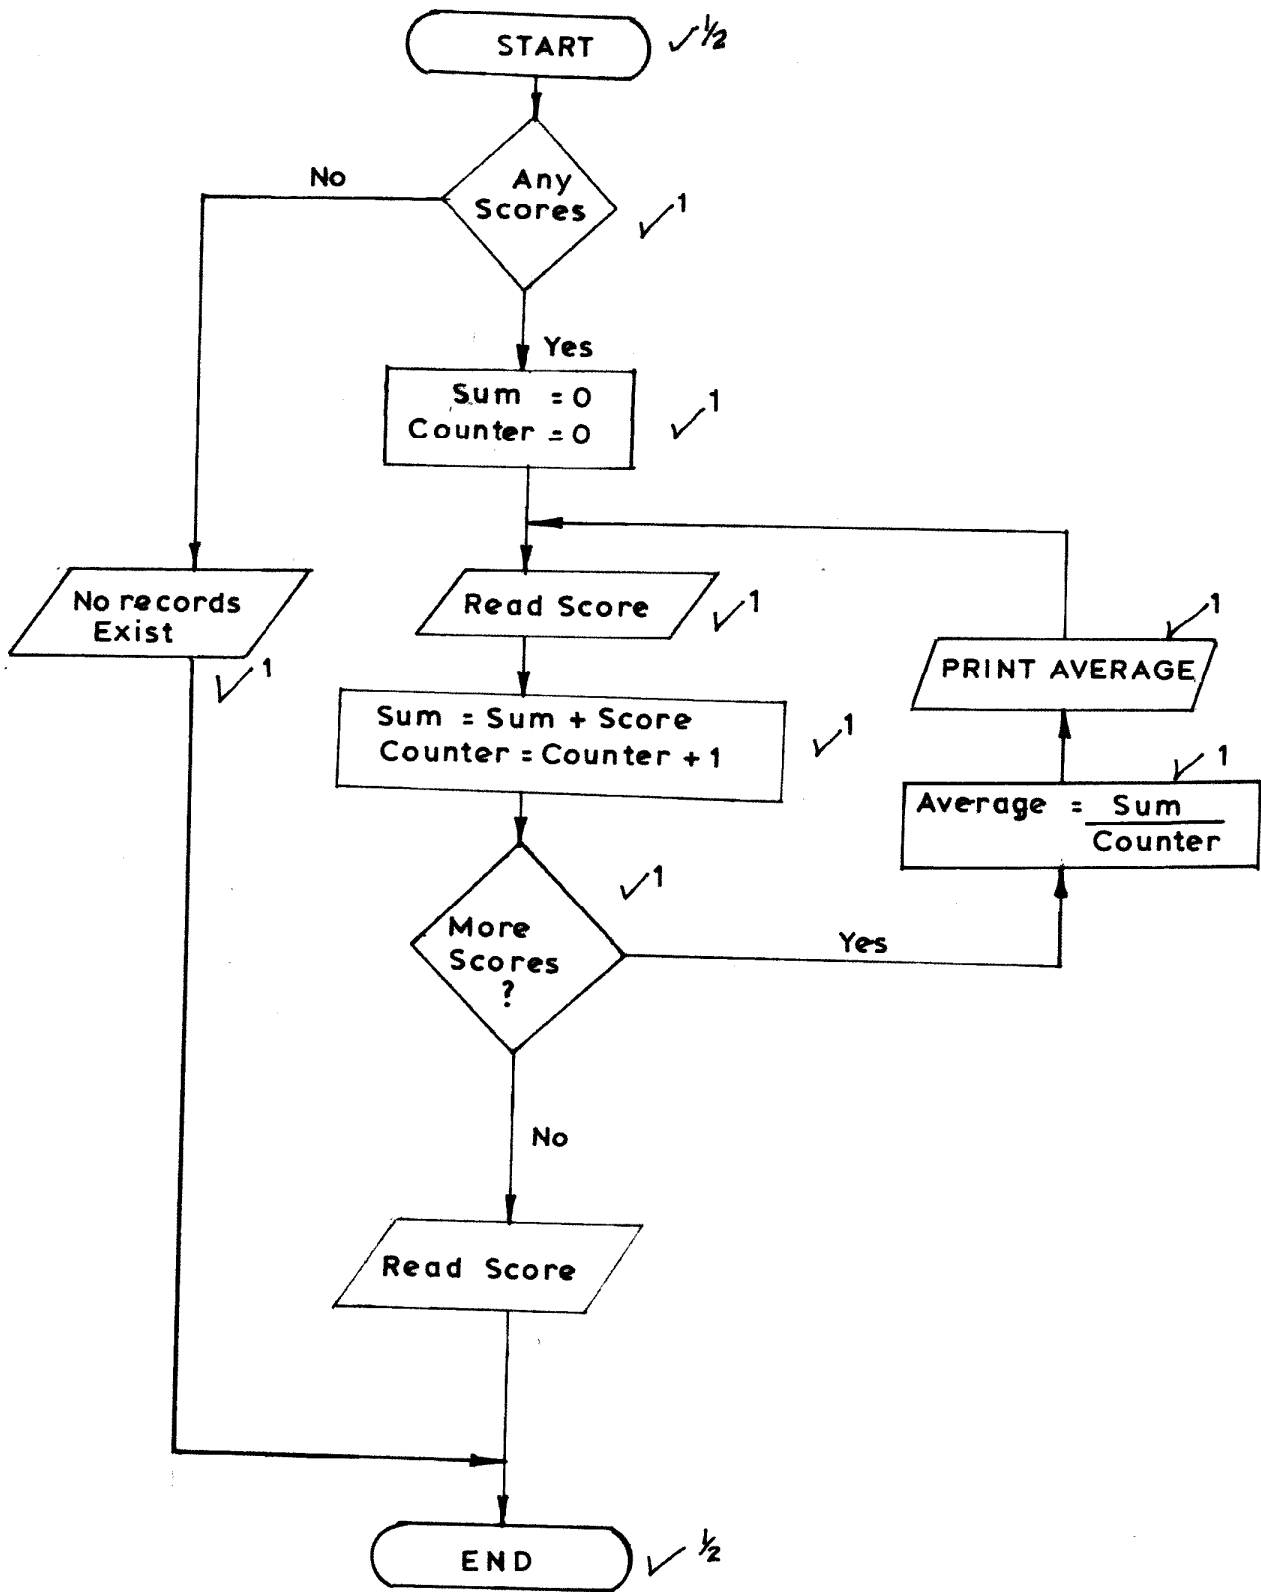 START ✓ ½
No
Any
Scores ✓ 1
Yes
Sum = 0
Counter = 0 ✓ 1
No records
Exist
✓ 1
Read Score ✓ 1
✓ 1
PRINT AVERAGE
Sum = Sum + Score
Counter = Counter + 1 ✓ 1
✓ 1
Average = Sum
Counter
✓ 1
More
Scores
?
Yes
No
Read Score
END ✓ ½